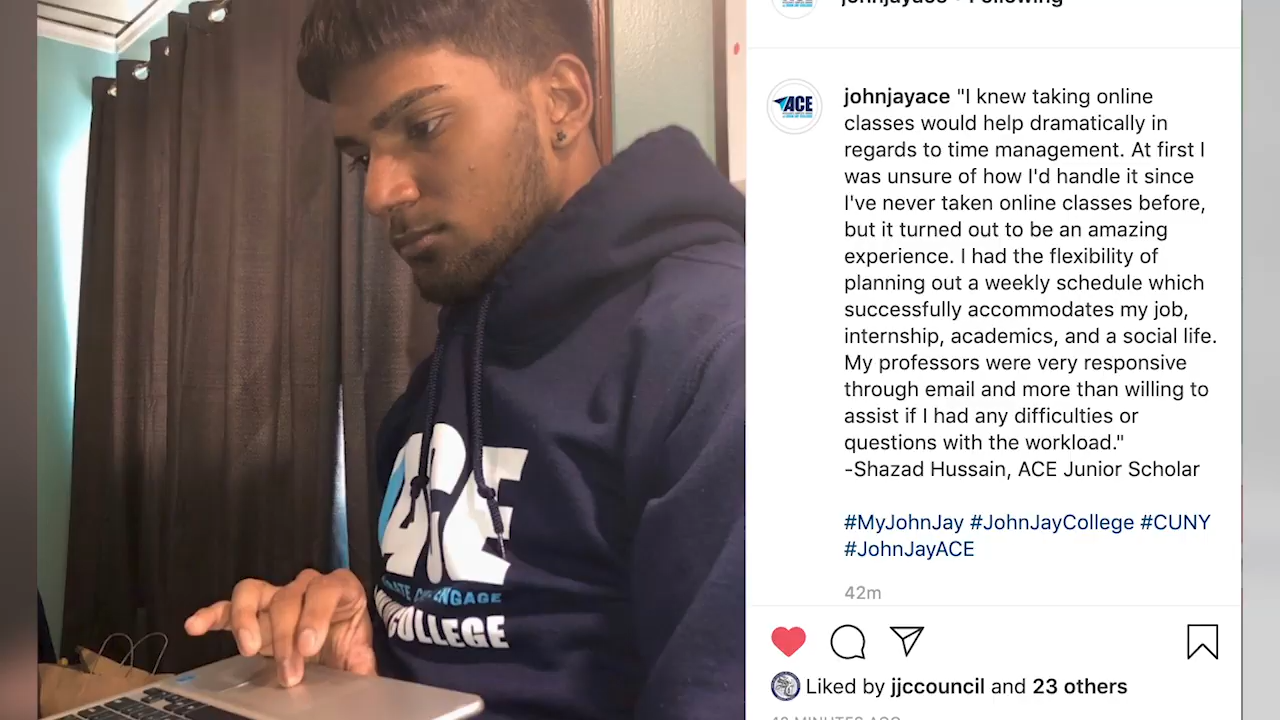 johnjayace • Following
ACE
johnjayace "I knew taking online
classes would help dramatically in
regards to time management. At first I
was unsure of how I'd handle it since
I've never taken online classes before,
but it turned out to be an amazing
experience. I had the flexibility of
planning out a weekly schedule which
successfully accommodates my job,
internship, academics, and a social life.
My professors were very responsive
through email and more than willing to
assist if I had any difficulties or
questions with the workload."
-Shazad Hussain, ACE Junior Scholar
#MyJohnJay #JohnJayCollege #CUNY
#JohnJayACE
42m
Liked by jjccouncil and 23 others
42 MINUTES AGO
ACE
ENGAGE
COLLEGE